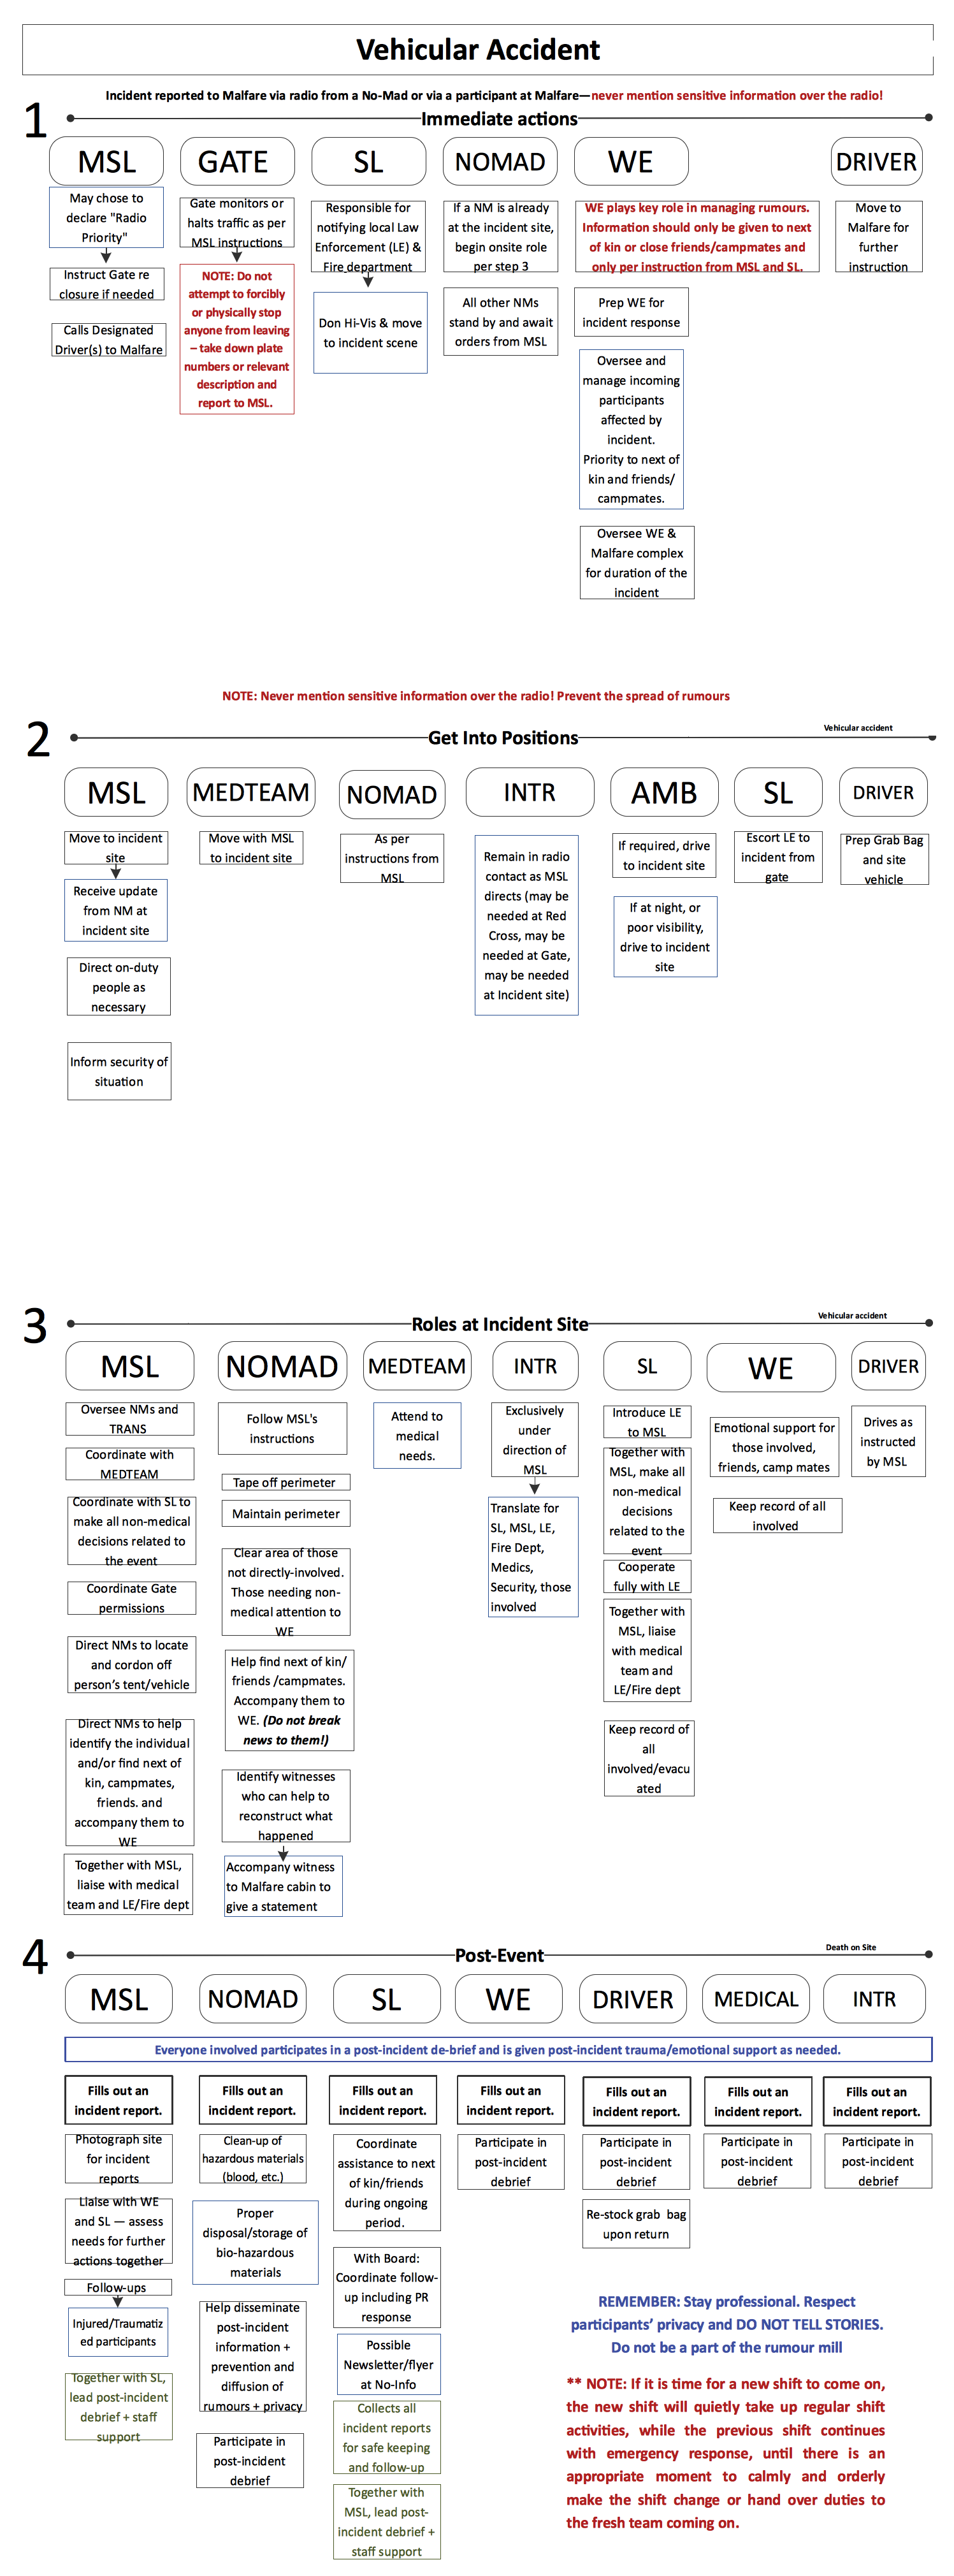 Vehicular Accident
Incident reported to Malfare via radio from a No-Mad or via a participant at Malfare—never mention sensitive information over the radio!
1
Immediate actions
MSL
May chose to
declare "Radio
Priority"
Instruct Gate re
closure if needed
Calls Designated
Driver(s) to Malfare
GATE
Gate monitors or
halts traffic as per
MSL instructions
NOTE: Do not
attempt to forcibly
or physically stop
anyone from leaving
– take down plate
numbers or relevant
description and
report to MSL.
SL
Responsible for
notifying local Law
Enforcement (LE) &
Fire department
Don Hi-Vis & move
to incident scene
NOMAD
If a NM is already
at the incident site,
begin onsite role
per step 3
All other NMs
stand by and await
orders from MSL
WE
WE plays key role in managing rumours.
Information should only be given to next
of kin or close friends/campmates and
only per instruction from MSL and SL.
Prep WE for
incident response
Oversee and
manage incoming
participants
affected by
incident.
Priority to next of
kin and friends/
campmates.
Oversee WE &
Malfare complex
for duration of the
incident
DRIVER
Move to
Malfare for
further
instruction
NOTE: Never mention sensitive information over the radio! Prevent the spread of rumours
2
Get Into Positions
Vehicular accident
MSL
Move to incident
site
Receive update
from NM at
incident site
Direct on-duty
people as
necessary
Inform security of
situation
MEDTEAM
Move with MSL
to incident site
NOMAD
As per
instructions from
MSL
INTR
Remain in radio
contact as MSL
directs (may be
needed at Red
Cross, may be
needed at Gate,
may be needed
at Incident site)
AMB
If required, drive
to incident site
If at night, or
poor visibility,
drive to incident
site
SL
Escort LE to
incident from
gate
DRIVER
Prep Grab Bag
and site
vehicle
3
Roles at Incident Site
Vehicular accident
MSL
Oversee NMs and
TRANS
Coordinate with
MEDTEAM
Coordinate with SL to
make all non-medical
decisions related to
the event
Coordinate Gate
permissions
Direct NMs to locate
and cordon off
person's tent/vehicle
Direct NMs to help
identify the individual
and/or find next of
kin, campmates,
friends. and
accompany them to
WE
Together with MSL,
liaise with medical
team and LE/Fire dept
NOMAD
Follow MSL's
instructions
Tape off perimeter
Maintain perimeter
Clear area of those
not directly-involved.
Those needing non-
medical attention to
WE
Help find next of kin/
friends /campmates.
Accompany them to
WE. (Do not break
news to them!)
Identify witnesses
who can help to
reconstruct what
happened
Accompany witness
to Malfare cabin to
give a statement
MEDTEAM
Attend to
medical
needs.
INTR
Exclusively
under
direction of
MSL
Translate for
SL, MSL, LE,
Fire Dept,
Medics,
Security, those
involved
SL
Introduce LE
to MSL
Together with
MSL, make all
non-medical
decisions
related to the
event
Cooperate
fully with LE
Together with
MSL, liaise
with medical
team and
LE/Fire dept
Keep record of
all
involved/evacu
ated
WE
Emotional support for
those involved,
friends, camp mates
Keep record of all
involved
DRIVER
Drives as
instructed
by MSL
4
Post-Event
Death on Site
MSL
NOMAD
SL
WE
DRIVER
MEDICAL
INTR
Everyone involved participates in a post-incident de-brief and is given post-incident trauma/emotional support as needed.
Fills out an
incident report.
Photograph site
for incident
reports
Liaise with WE
and SL — assess
needs for further
actions together
Follow-ups
Injured/Traumatiz
ed participants
Together with SL,
lead post-incident
debrief + staff
support
Fills out an
incident report.
Clean-up of
hazardous materials
(blood, etc.)
Proper
disposal/storage of
bio-hazardous
materials
Help disseminate
post-incident
information +
prevention and
diffusion of
rumours + privacy
Participate in
post-incident
debrief
Fills out an
incident report.
Coordinate
assistance to next
of kin/friends
during ongoing
period.
With Board:
Coordinate follow-
up including PR
response
Possible
Newsletter/flyer
at No-Info
Collects all
incident reports
for safe keeping
and follow-up
Together with
MSL, lead post-
incident debrief +
staff support
Fills out an
incident report.
Participate in
post-incident
debrief
Fills out an
incident report.
Participate in
post-incident
debrief
Re-stock grab bag
upon return
Fills out an
incident report.
Participate in
post-incident
debrief
Fills out an
incident report.
Participate in
post-incident
debrief
REMEMBER: Stay professional. Respect
participants' privacy and DO NOT TELL STORIES.
Do not be a part of the rumour mill
** NOTE: If it is time for a new shift to come on,
the new shift will quietly take up regular shift
activities, while the previous shift continues
with emergency response, until there is an
appropriate moment to calmly and orderly
make the shift change or hand over duties to
the fresh team coming on.